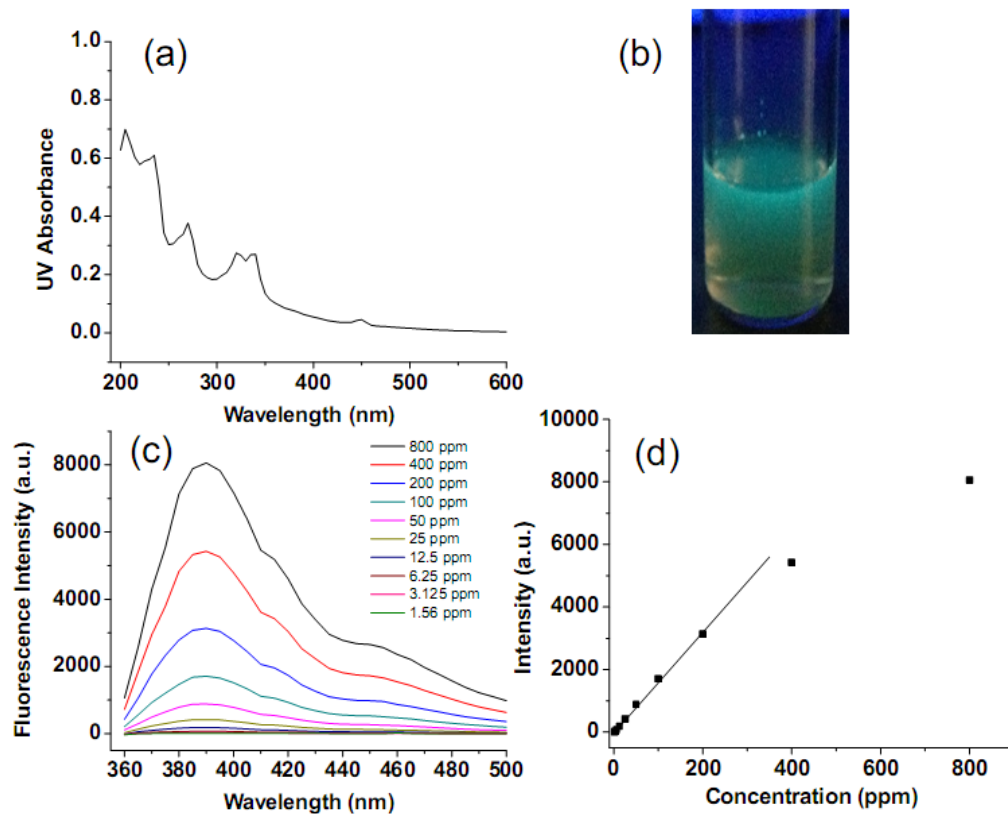 (a)
1.0
0.8
0.6
0.4
0.2
0.0
UV Absorbance
200 300 400 500 600
Wavelength (nm)
(b)
(c)
8000
6000
4000
2000
0
Fluorescence Intensity (a.u.)
800 ppm
400 ppm
200 ppm
100 ppm
50 ppm
25 ppm
12.5 ppm
6.25 ppm
3.125 ppm
1.56 ppm
360 380 400 420 440 460 480 500
Wavelength (nm)
(d)
10000
8000
6000
4000
2000
0
Intensity (a.u.)
0 200 400 600 800
Concentration (ppm)